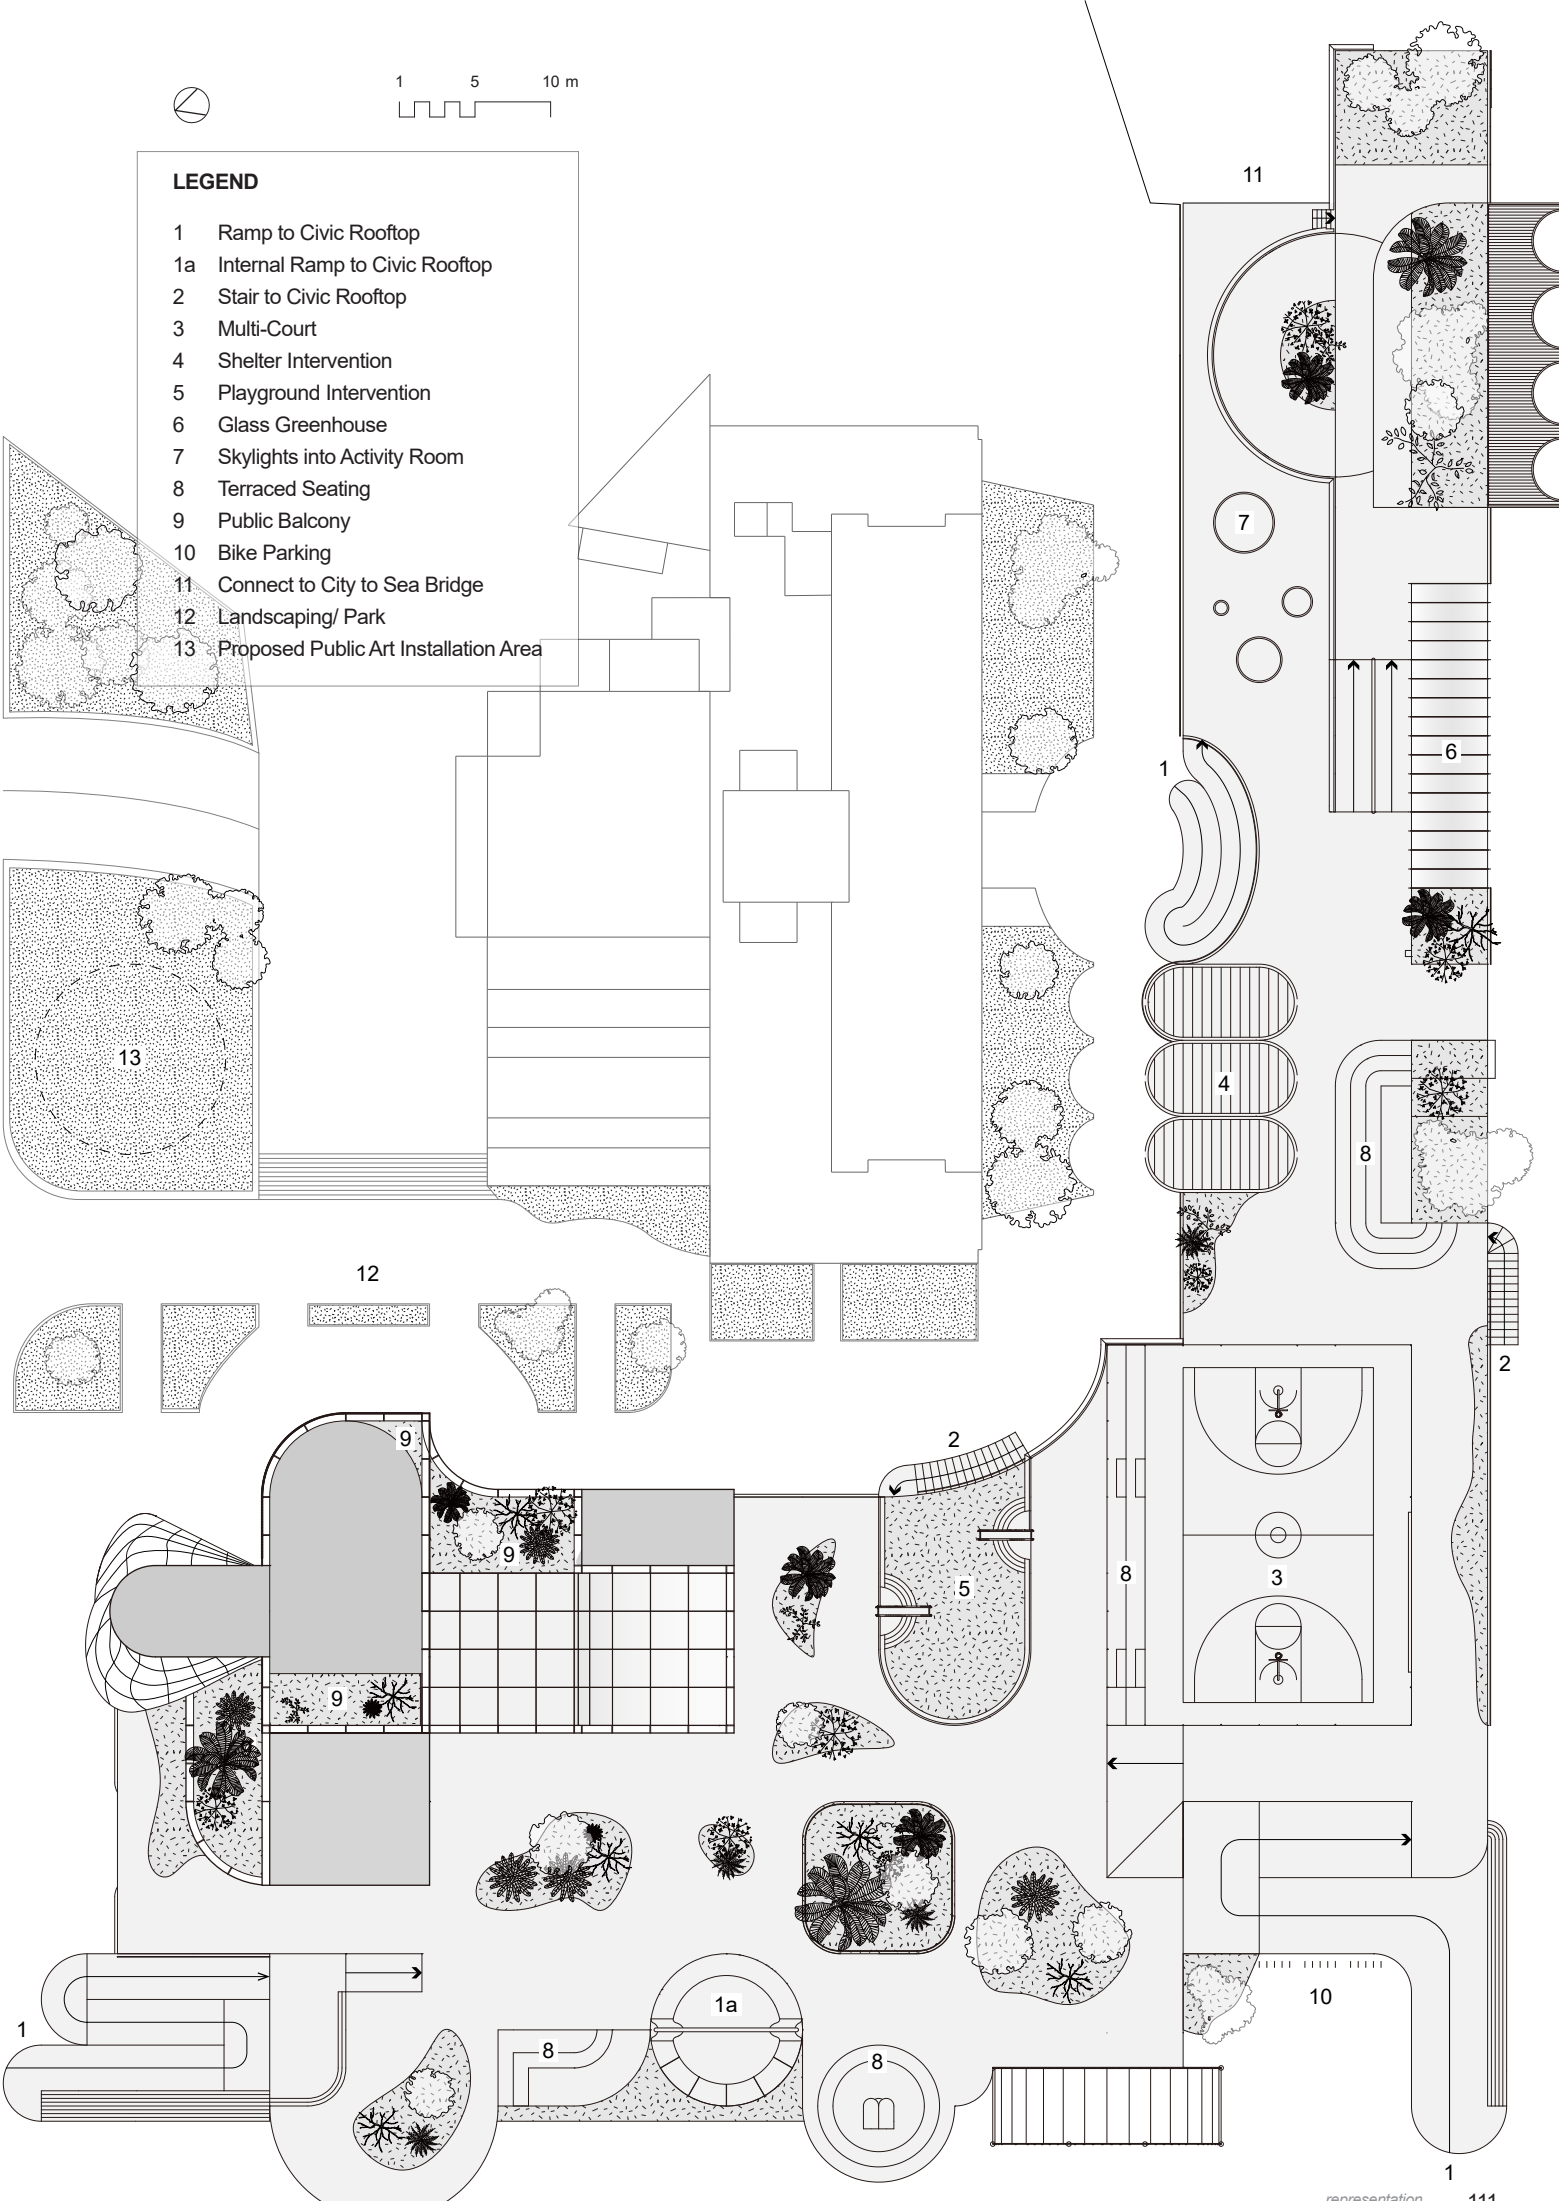 1 5 10 m
LEGEND
1 Ramp to Civic Rooftop
1a Internal Ramp to Civic Rooftop
2 Stair to Civic Rooftop
3 Multi-Court
4 Shelter Intervention
5 Playground Intervention
6 Glass Greenhouse
7 Skylights into Activity Room
8 Terraced Seating
9 Public Balcony
10 Bike Parking
11 Connect to City to Sea Bridge
12 Landscaping/ Park
13 Proposed Public Art Installation Area
11
7
6
1
13
4
8
12
2
9
2
9
8
3
5
9
1a
10
1
8
8
1
representation 111